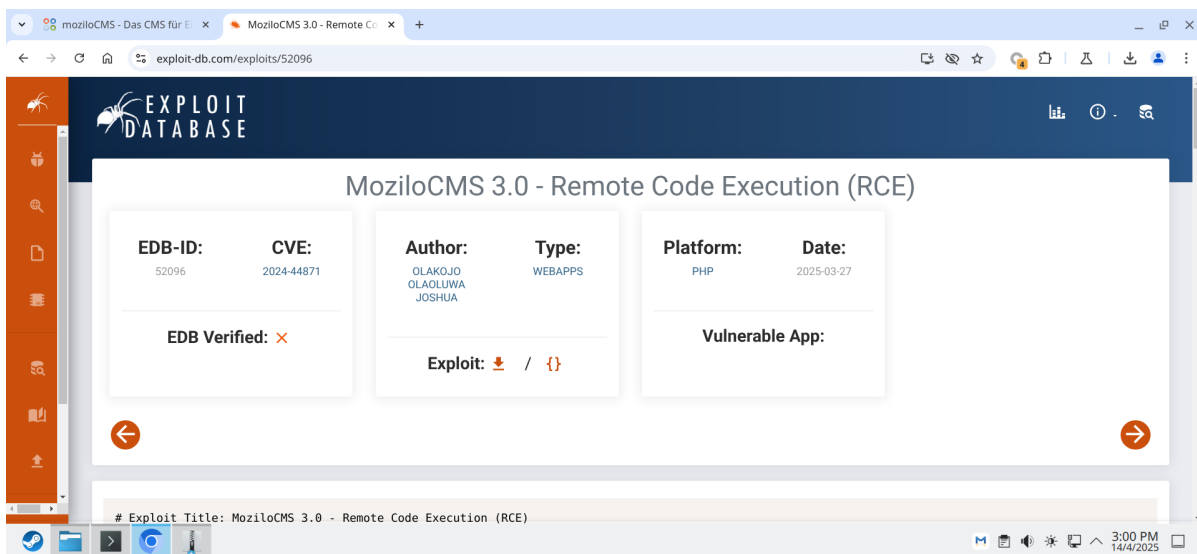 moziloCMS - Das CMS für Ei
MoziloCMS 3.0 - Remote Co
exploit-db.com/exploits/52096
4
EXPLOIT
DATABASE
MoziloCMS 3.0 - Remote Code Execution (RCE)
EDB-ID:
52096
CVE:
2024-44871
EDB Verified:
Author:
OLAKOJO
OLAOLUWA
JOSHUA
Type:
WEBAPPS
Exploit: / {}
Platform:
PHP
Date:
2025-03-27
Vulnerable App:
# Exploit Title: MoziloCMS 3.0 - Remote Code Execution (RCE)
M
3:00 PM
14/4/2025